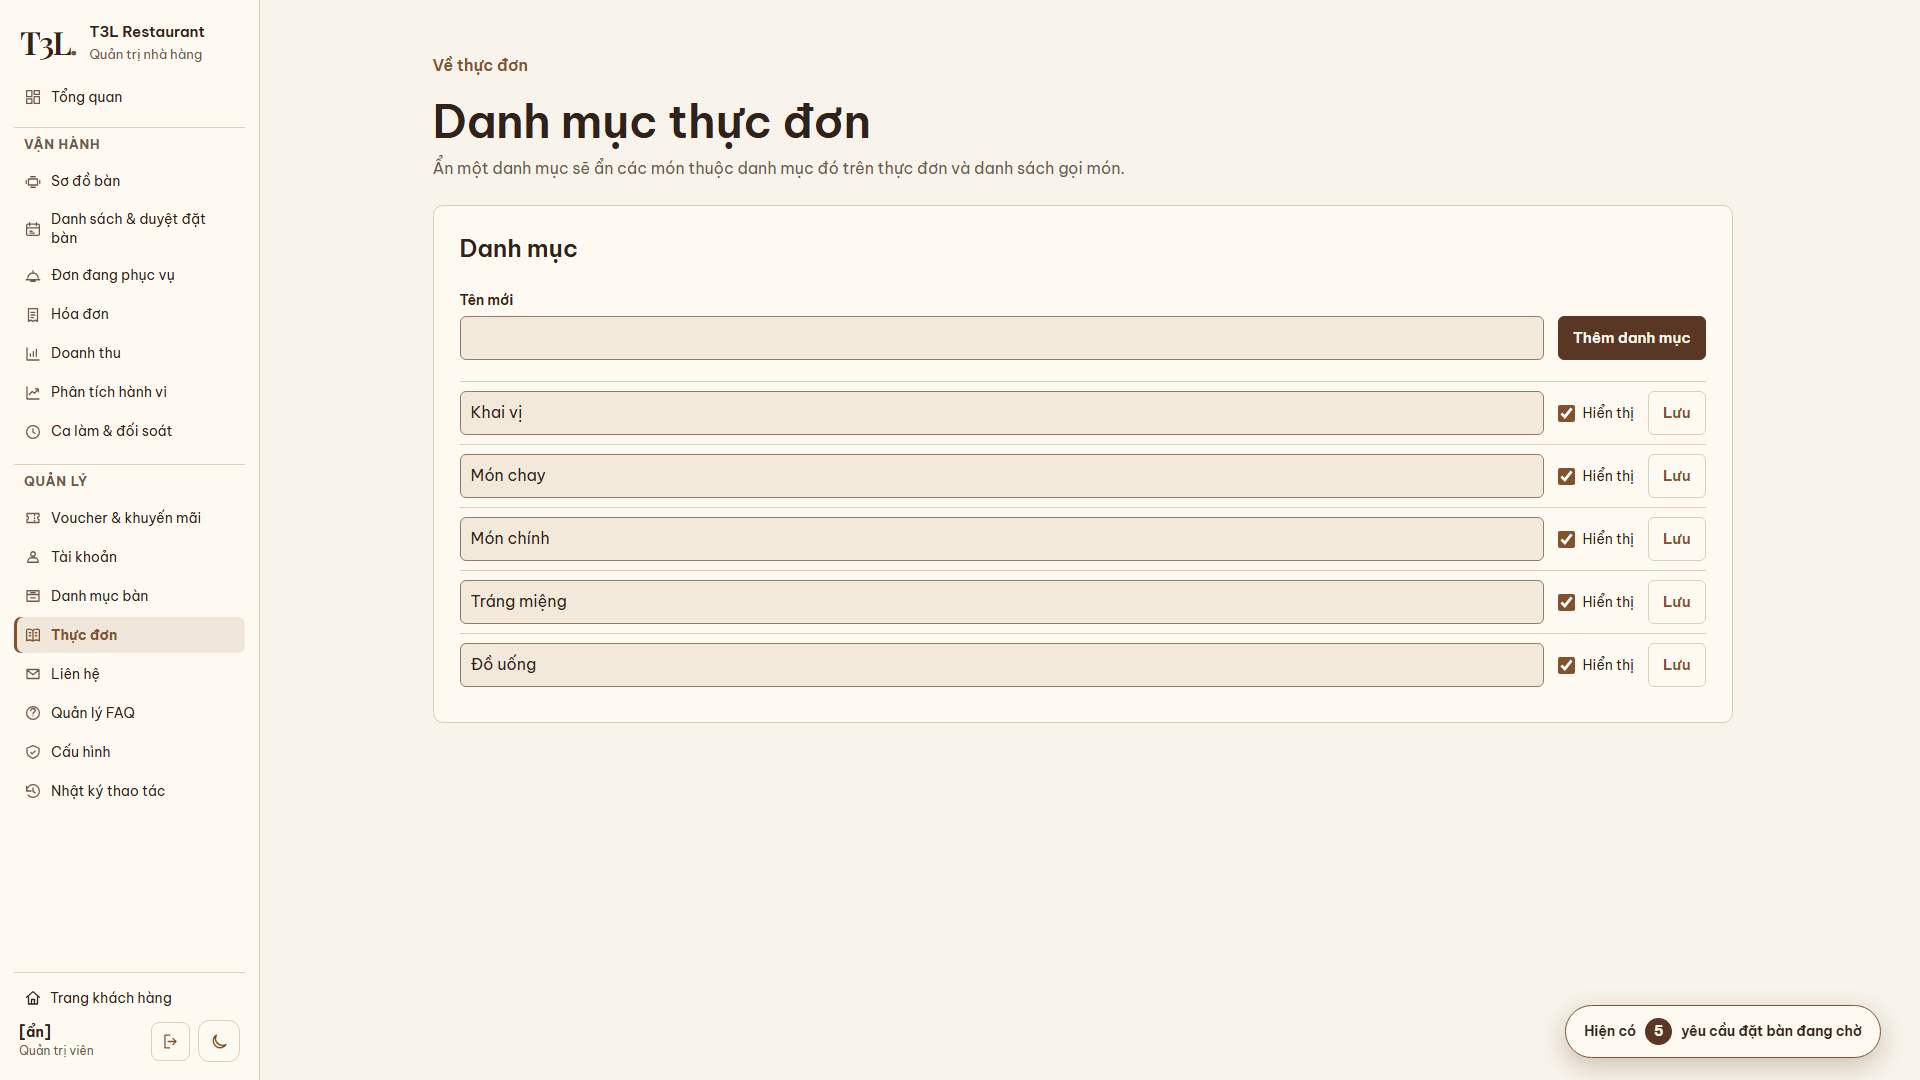 T3L.
T3L Restaurant
Quản trị nhà hàng
Tổng quan
VẬN HÀNH
Sơ đồ bàn
Danh sách & duyệt đặt
bàn
Đơn đang phục vụ
Hóa đơn
Doanh thu
Phân tích hành vi
Ca làm & đối soát
QUẢN LÝ
Voucher & khuyến mãi
Tài khoản
Danh mục bàn
Thực đơn
Liên hệ
Quản lý FAQ
Cấu hình
Nhật ký thao tác
Trang khách hàng
[ẩn]
Quản trị viên
Về thực đơn
Danh mục thực đơn
Ẩn một danh mục sẽ ẩn các món thuộc danh mục đó trên thực đơn và danh sách gọi món.
Danh mục
Tên mới
Thêm danh mục
Khai vị Hiển thị Lưu
Món chay Hiển thị Lưu
Món chính Hiển thị Lưu
Tráng miệng Hiển thị Lưu
Đồ uống Hiển thị Lưu
Hiện có 5 yêu cầu đặt bàn đang chờ